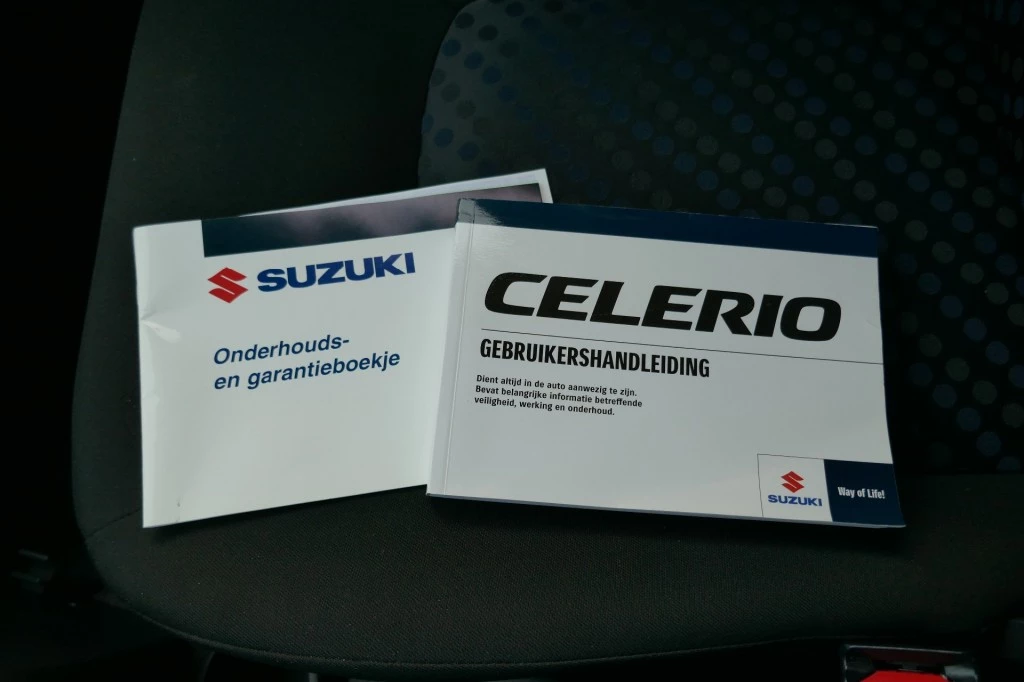 SUZUKI
Onderhouds-
en garantieboekje
CELERIO
GEBRUIKERSHANDLEIDING
Dient altijd in de auto aanwezig te zijn.
Bevat belangrijke informatie betreffende
veiligheid, werking en onderhoud.
SUZUKI
Way of Life!